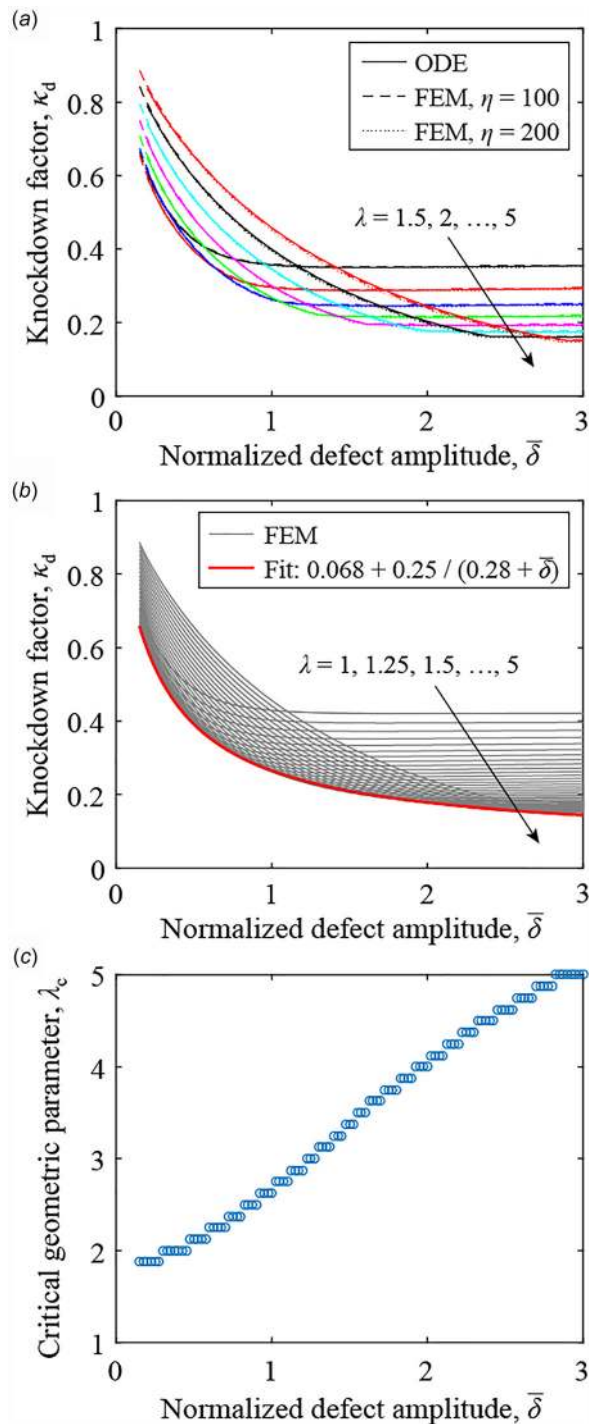 (a)
1
0.8
0.6
0.4
0.2
0
Knockdown factor, κd
ODE
FEM, η = 100
FEM, η = 200
λ = 1.5, 2, …, 5
0 1 2 3
Normalized defect amplitude, δ̅
(b)
1
0.8
0.6
0.4
0.2
0
Knockdown factor, κd
FEM
Fit: 0.068 + 0.25 / (0.28 + δ̅)
λ = 1, 1.25, 1.5, …, 5
0 1 2 3
Normalized defect amplitude, δ̅
(c)
5
4
3
2
1
Critical geometric parameter, λc
0 1 2 3
Normalized defect amplitude, δ̅